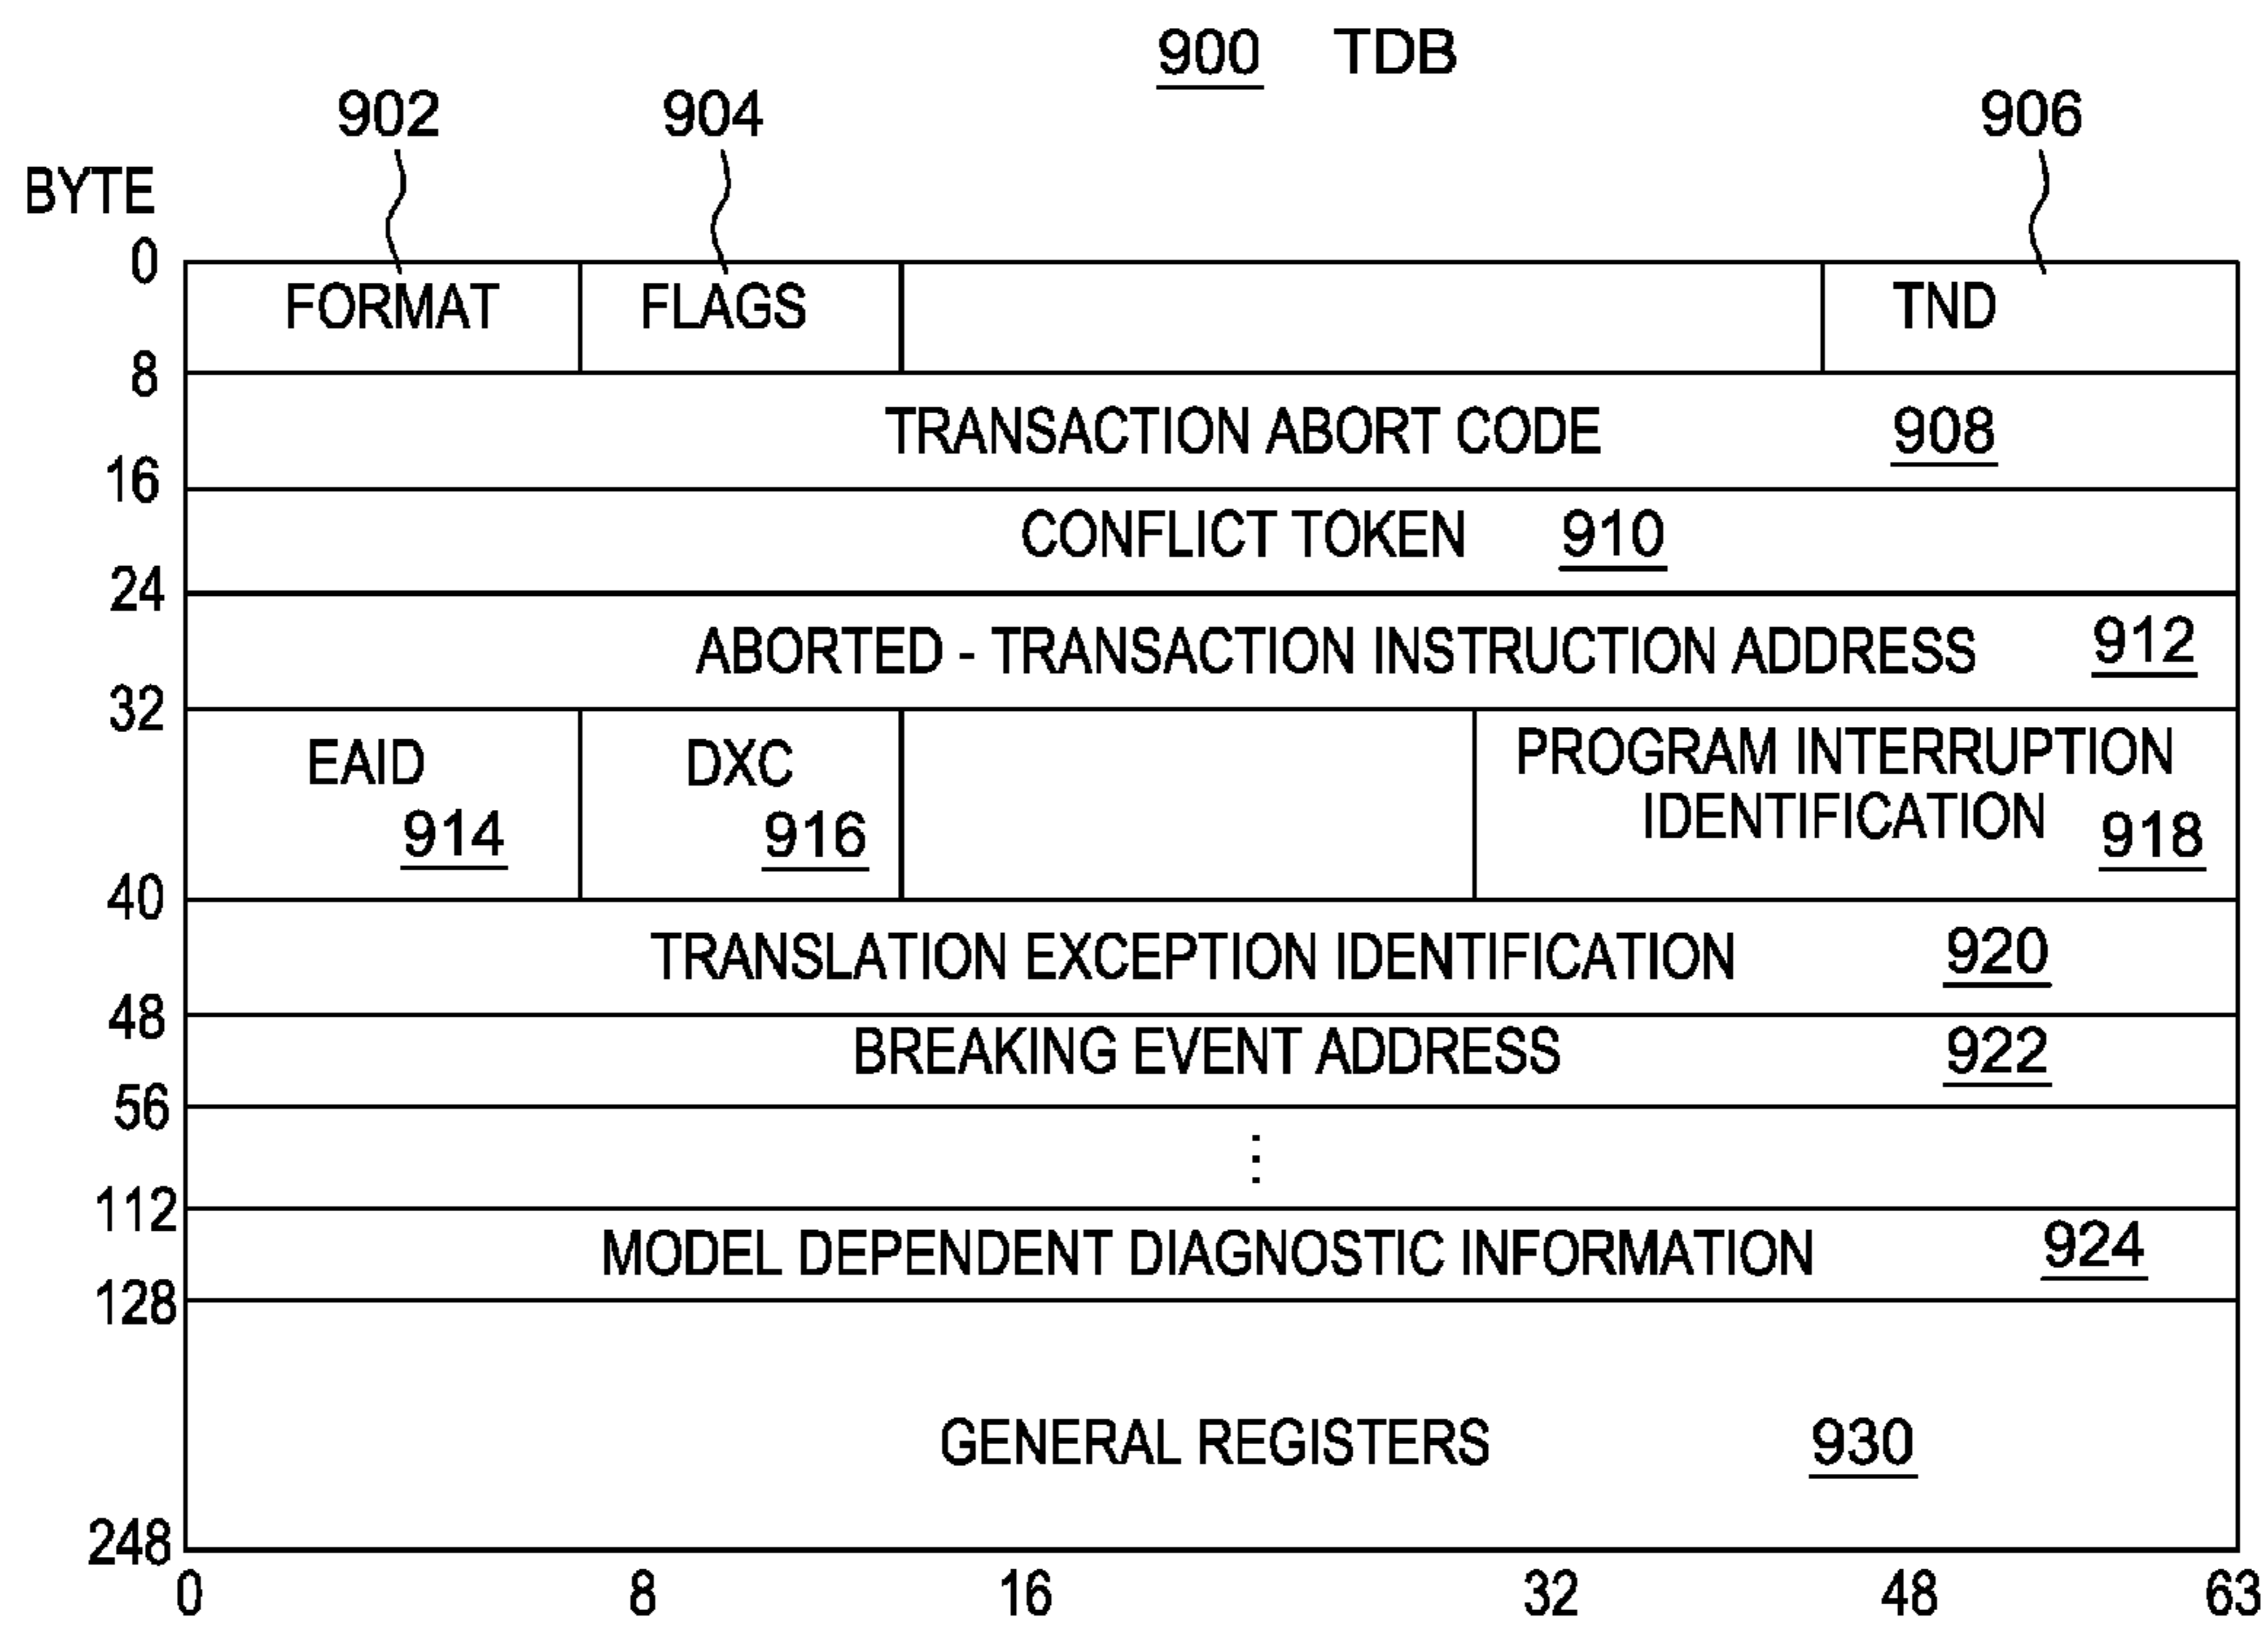 900 TDB
902 904 906
BYTE
0
FORMAT FLAGS TND
8
TRANSACTION ABORT CODE 908
16
CONFLICT TOKEN 910
24
ABORTED - TRANSACTION INSTRUCTION ADDRESS 912
32
EAID DXC PROGRAM INTERRUPTION
IDENTIFICATION
914 916 918
40
TRANSLATION EXCEPTION IDENTIFICATION 920
48
BREAKING EVENT ADDRESS 922
56
⋮
112
MODEL DEPENDENT DIAGNOSTIC INFORMATION 924
128
GENERAL REGISTERS 930
248
0 8 16 32 48 63